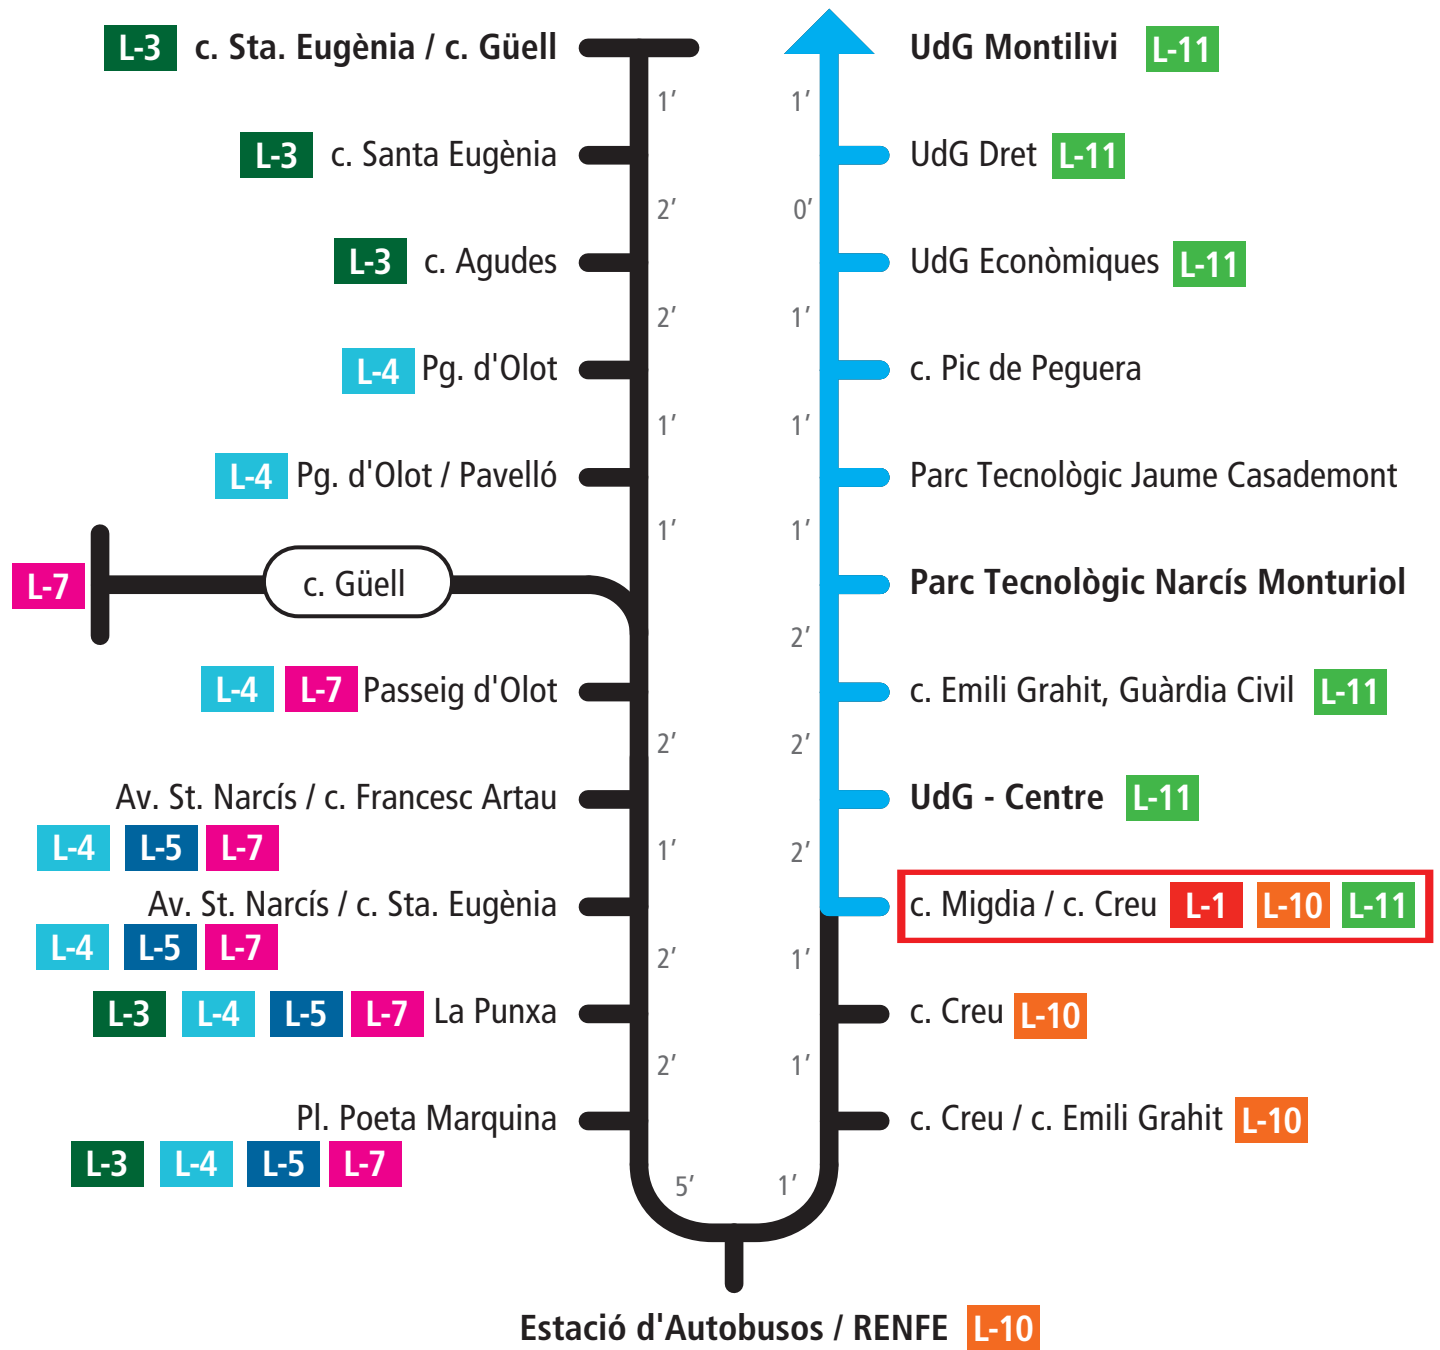 L-3 c. Sta. Eugènia / c. Güell
1’
L-3 c. Santa Eugènia
2’
L-3 c. Agudes
2’
L-4 Pg. d'Olot
1’
L-4 Pg. d'Olot / Pavelló
1’
L-7 c. Güell
L-4 L-7 Passeig d'Olot
2’
Av. St. Narcís / c. Francesc Artau
L-4 L-5 L-7
1’
Av. St. Narcís / c. Sta. Eugènia
L-4 L-5 L-7
2’
L-3 L-4 L-5 L-7 La Punxa
2’
Pl. Poeta Marquina
L-3 L-4 L-5 L-7
5’
Estació d'Autobusos / RENFE L-10
UdG Montilivi L-11
1’
UdG Dret L-11
0’
UdG Econòmiques L-11
1’
c. Pic de Peguera
1’
Parc Tecnològic Jaume Casademont
1’
Parc Tecnològic Narcís Monturiol
2’
c. Emili Grahit, Guàrdia Civil L-11
2’
UdG - Centre L-11
2’
c. Migdia / c. Creu L-1 L-10 L-11
1’
c. Creu L-10
1’
c. Creu / c. Emili Grahit L-10
1’